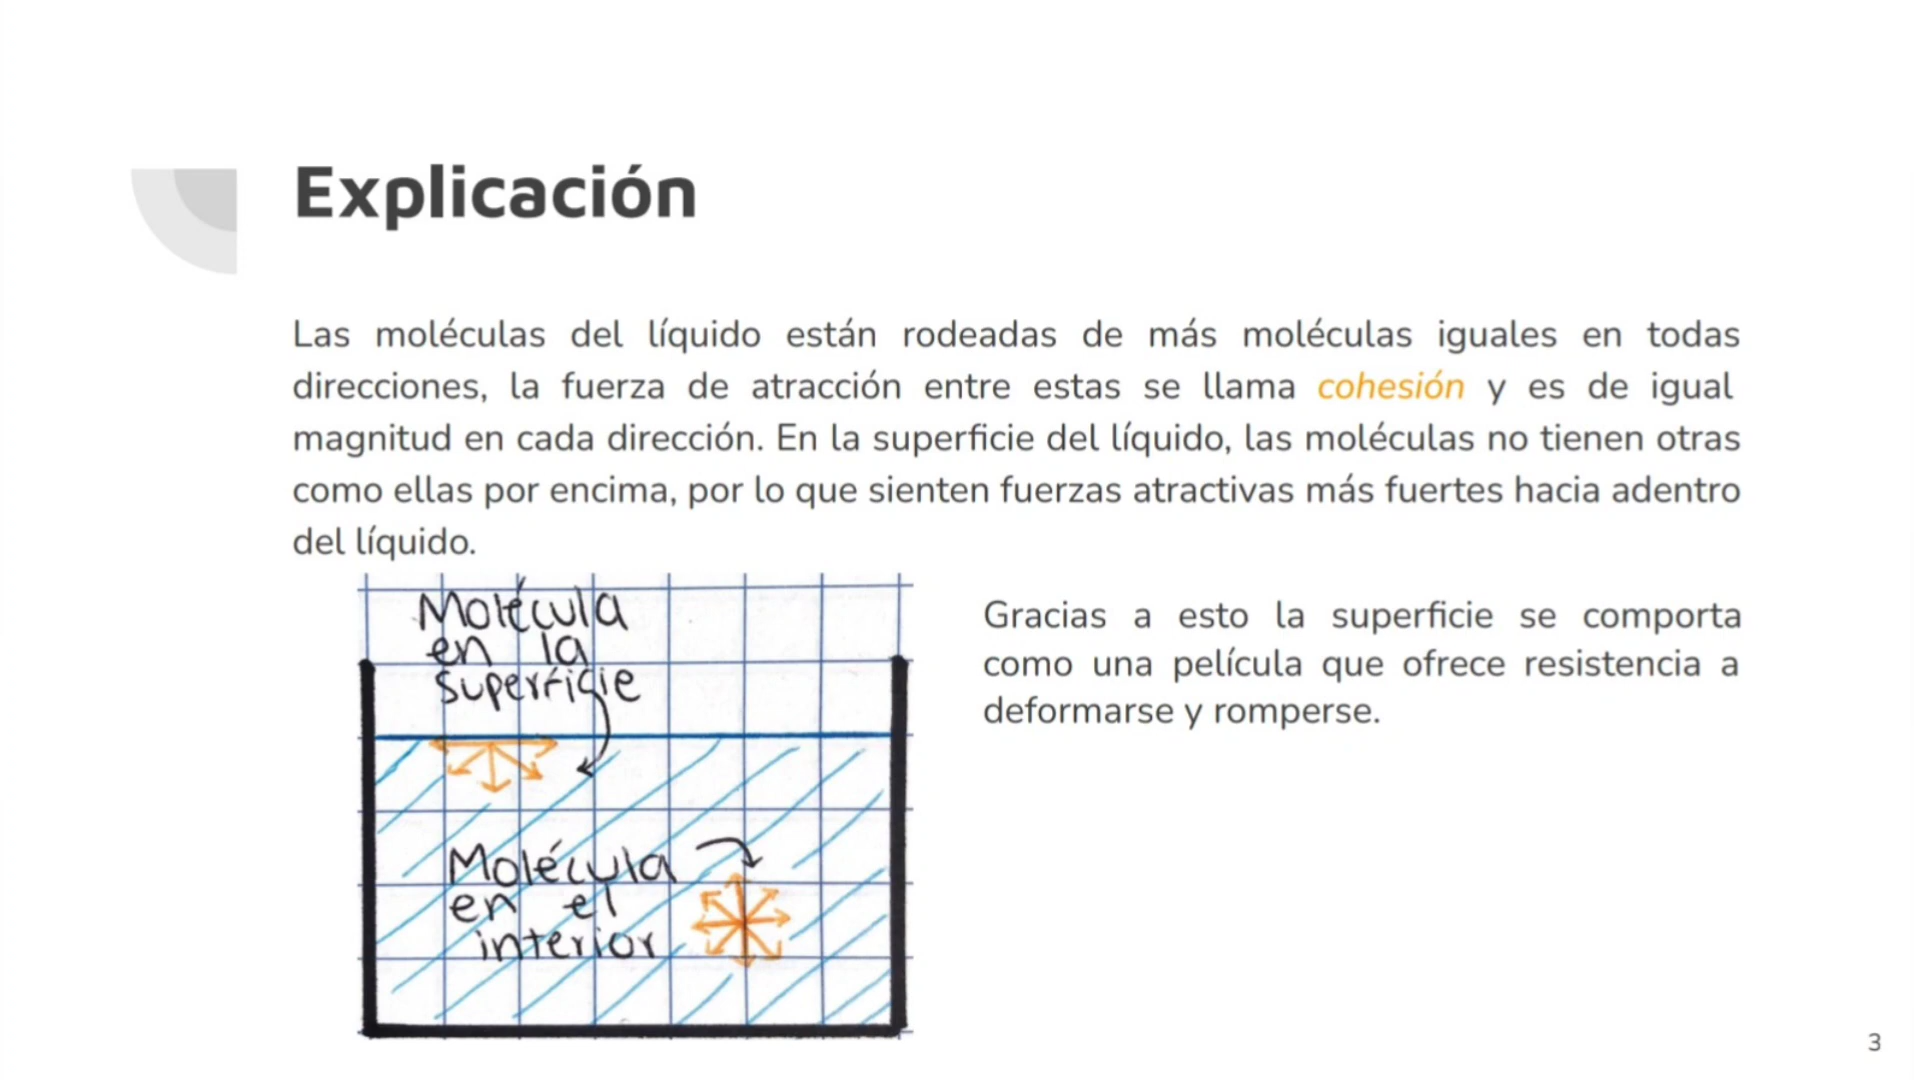 Explicación
Las moléculas del líquido están rodeadas de más moléculas iguales en todas
direcciones, la fuerza de atracción entre estas se llama cohesión y es de igual
magnitud en cada dirección. En la superficie del líquido, las moléculas no tienen otras
como ellas por encima, por lo que sienten fuerzas atractivas más fuertes hacia adentro
del líquido.
Molécula
en la
superficie
Molécula
en el
interior
Gracias a esto la superficie se comporta
como una película que ofrece resistencia a
deformarse y romperse.
3